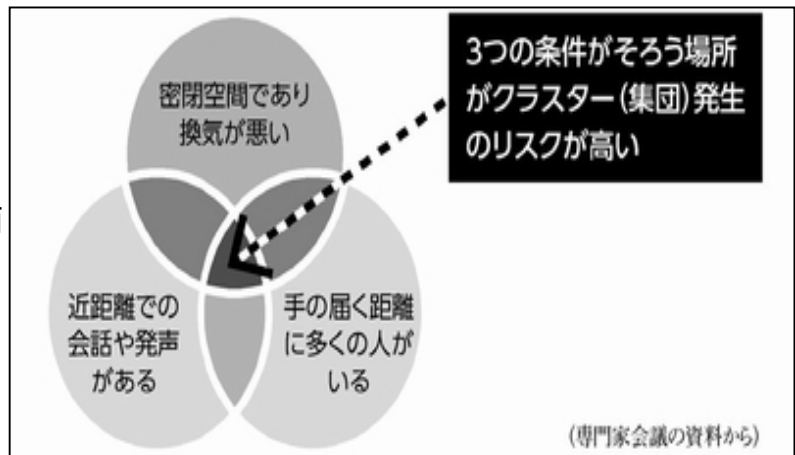 密閉空間であり
換気が悪い
3つの条件がそろう場所
がクラスター(集団)発生
のリスクが高い
近距離での
会話や発声
がある
手の届く距離
に多くの人が
いる
(専門家会議の資料から)